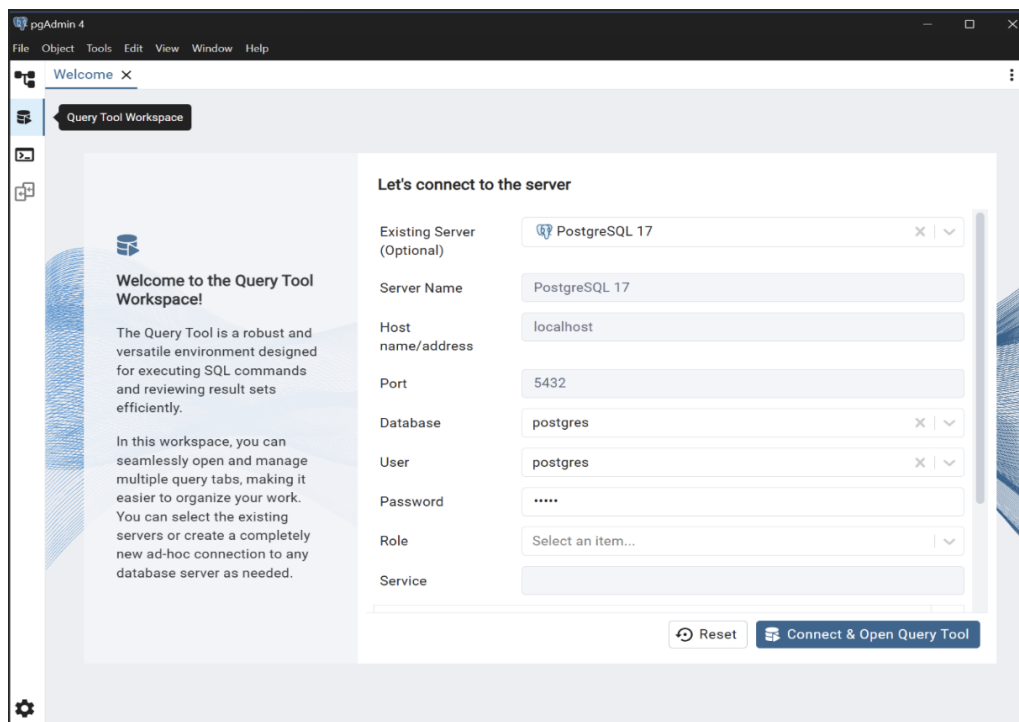 pgAdmin 4
File Object Tools Edit View Window Help
Welcome
Query Tool Workspace
Let's connect to the server
Existing Server
(Optional)
PostgreSQL 17
Server Name
PostgreSQL 17
Host
name/address
localhost
Port
5432
Database
postgres
User
postgres
Password
•••••
Role
Select an item...
Service
Welcome to the Query Tool
Workspace!
The Query Tool is a robust and
versatile environment designed
for executing SQL commands
and reviewing result sets
efficiently.
In this workspace, you can
seamlessly open and manage
multiple query tabs, making it
easier to organize your work.
You can select the existing
servers or create a completely
new ad-hoc connection to any
database server as needed.
Reset
Connect & Open Query Tool